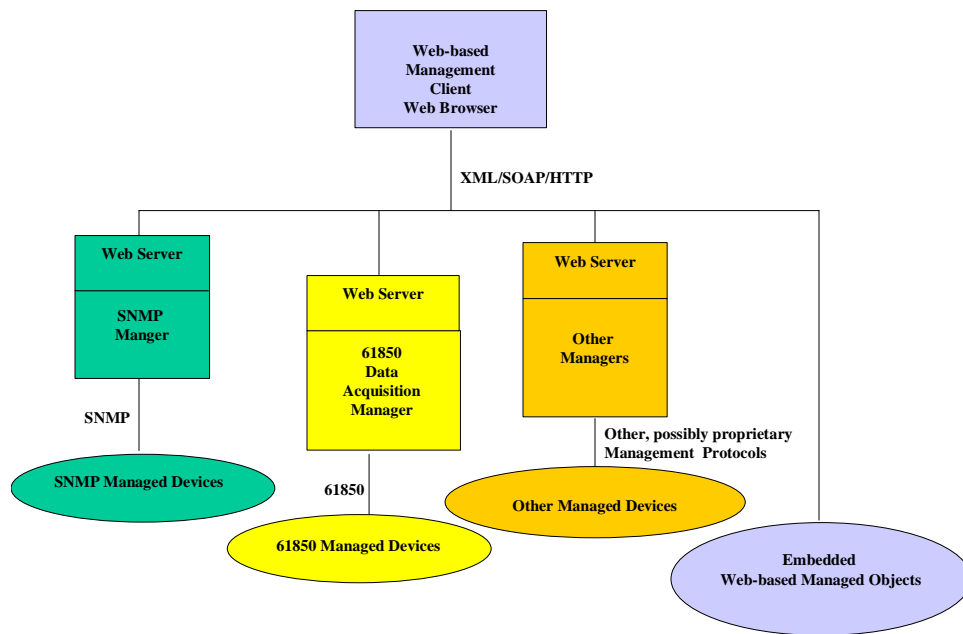 Web-based
Management
Client
Web Browser
XML/SOAP/HTTP
Web Server
SNMP
Manger
SNMP
SNMP Managed Devices
Web Server
61850
Data
Acquisition
Manager
61850
61850 Managed Devices
Web Server
Other
Managers
Other, possibly proprietary
Management Protocols
Other Managed Devices
Embedded
Web-based Managed Objects